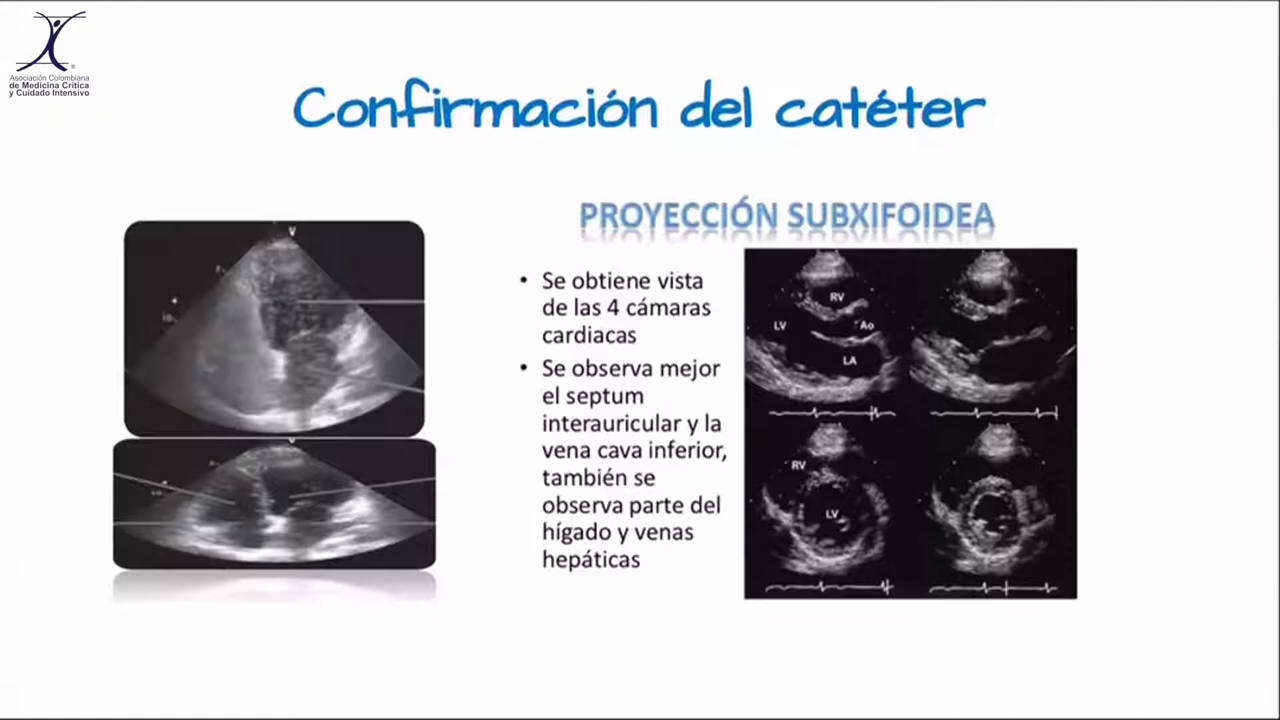 Asociación Colombiana
de Medicina Crítica
y Cuidado Intensivo
Confirmación del catéter
PROYECCIÓN SUBXIFOIDEA
• Se obtiene vista
de las 4 cámaras
cardiacas
• Se observa mejor
el septum
interauricular y la
vena cava inferior,
también se
observa parte del
hígado y venas
hepáticas
V
RV
LV
Ao
LA
RV
LV